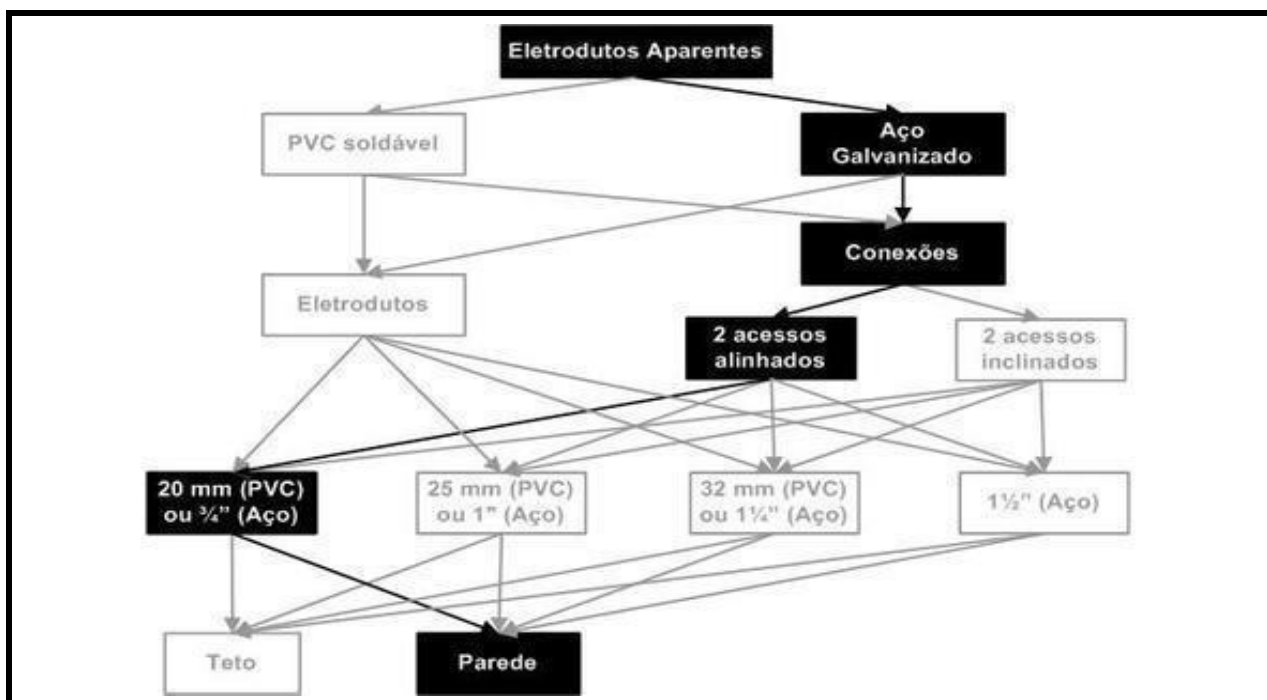 Eletrodutos Aparentes
PVC soldável
Aço
Galvanizado
Conexões
Eletrodutos
2 acessos
alinhados
2 acessos
inclinados
20 mm (PVC)
ou ¾” (Aço)
25 mm (PVC)
ou 1” (Aço)
32 mm (PVC)
ou 1¼” (Aço)
1½” (Aço)
Teto
Parede